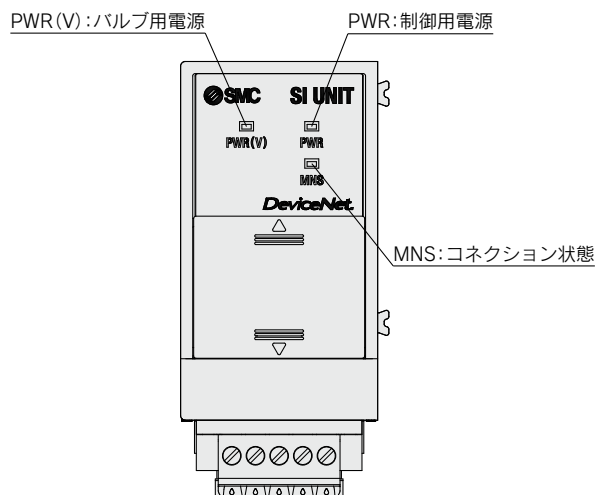 PWR(V):バルブ用電源
PWR:制御用電源
SMC SI UNIT
PWR(V) PWR
MNS
DeviceNet.
MNS:コネクション状態